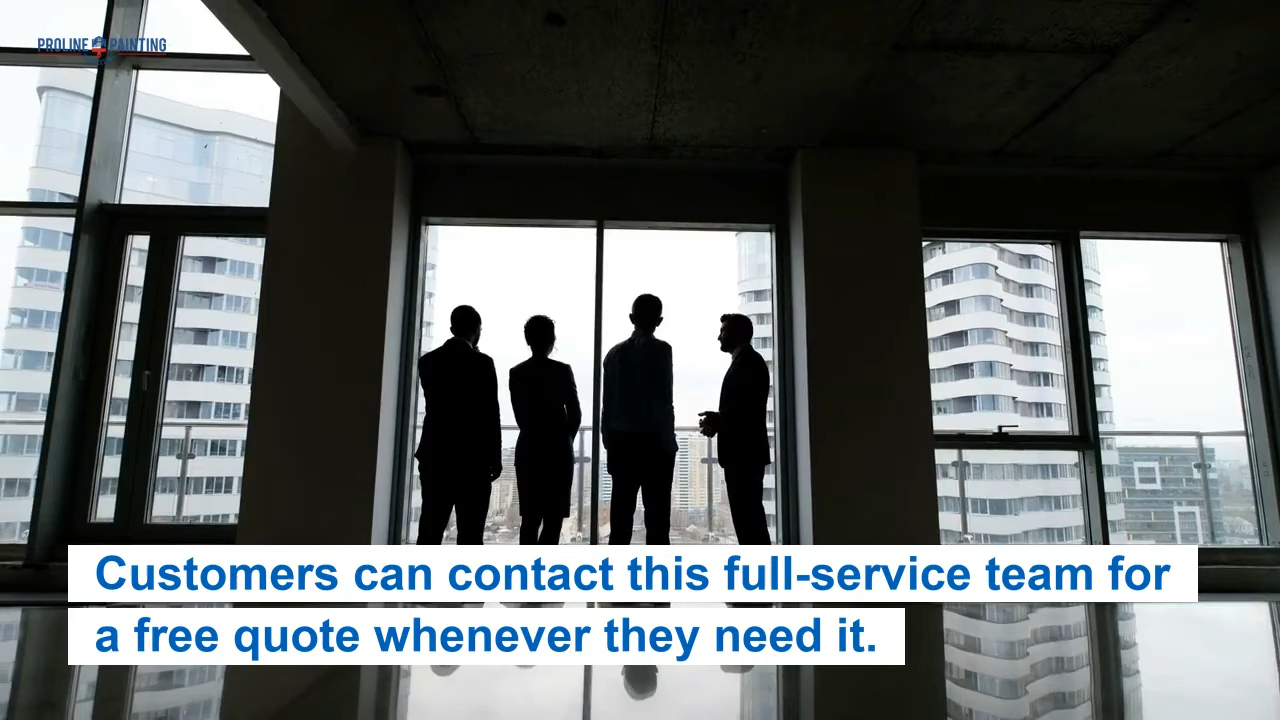 PROLINE PAINTING
Customers can contact this full-service team for
a free quote whenever they need it.